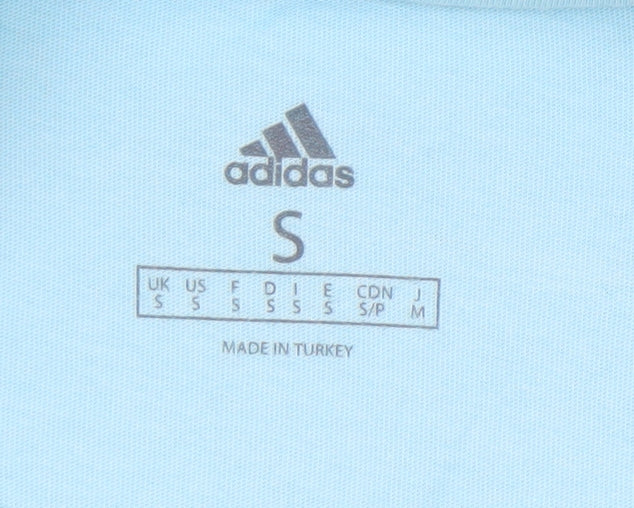 adidas
S
UK US F D I E CDN J
S S S S S S S/P M
MADE IN TURKEY